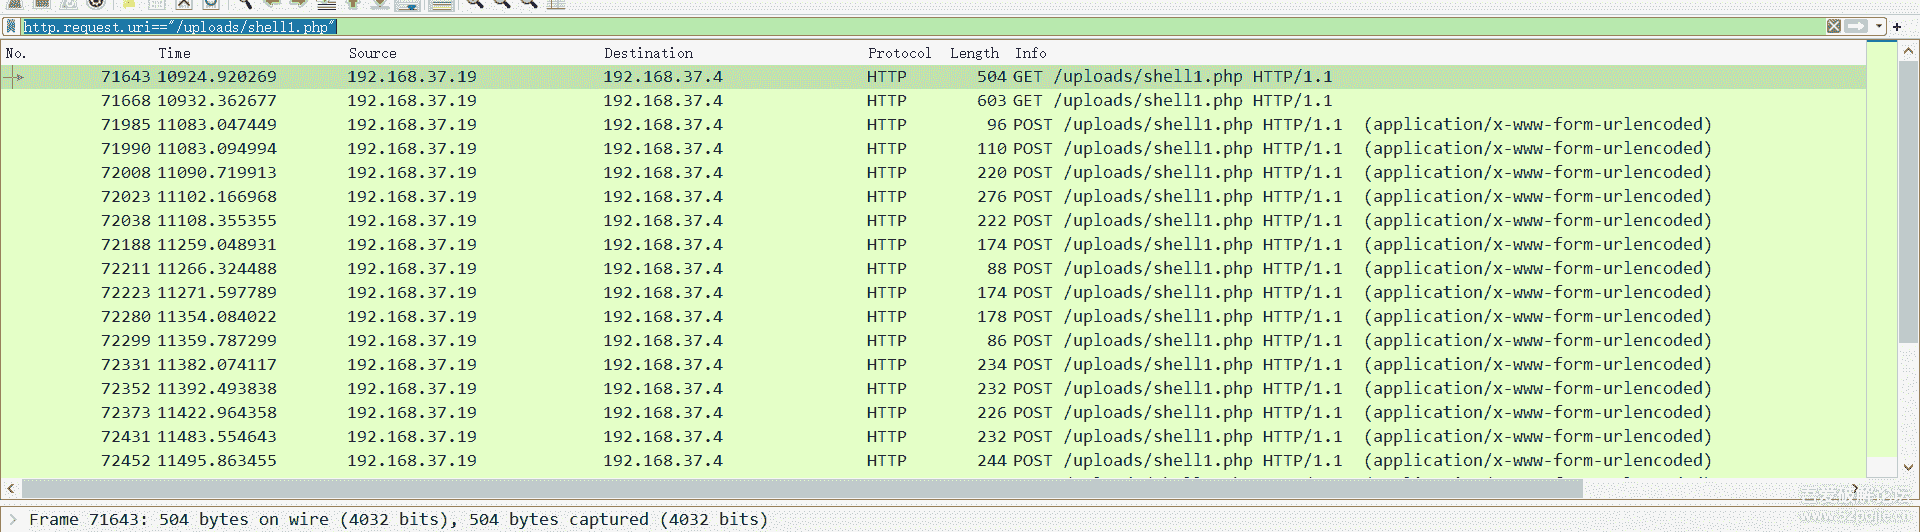 http.request.uri=="/uploads/shell1.php"
No. Time Source Destination Protocol Length Info
71643 10924.920269 192.168.37.19 192.168.37.4 HTTP 504 GET /uploads/shell1.php HTTP/1.1
71668 10932.362677 192.168.37.19 192.168.37.4 HTTP 603 GET /uploads/shell1.php HTTP/1.1
71985 11083.047449 192.168.37.19 192.168.37.4 HTTP 96 POST /uploads/shell1.php HTTP/1.1 (application/x-www-form-urlencoded)
71990 11083.094994 192.168.37.19 192.168.37.4 HTTP 110 POST /uploads/shell1.php HTTP/1.1 (application/x-www-form-urlencoded)
72008 11090.719913 192.168.37.19 192.168.37.4 HTTP 220 POST /uploads/shell1.php HTTP/1.1 (application/x-www-form-urlencoded)
72023 11102.166968 192.168.37.19 192.168.37.4 HTTP 276 POST /uploads/shell1.php HTTP/1.1 (application/x-www-form-urlencoded)
72038 11108.355355 192.168.37.19 192.168.37.4 HTTP 222 POST /uploads/shell1.php HTTP/1.1 (application/x-www-form-urlencoded)
72188 11259.048931 192.168.37.19 192.168.37.4 HTTP 174 POST /uploads/shell1.php HTTP/1.1 (application/x-www-form-urlencoded)
72211 11266.324488 192.168.37.19 192.168.37.4 HTTP 88 POST /uploads/shell1.php HTTP/1.1 (application/x-www-form-urlencoded)
72223 11271.597789 192.168.37.19 192.168.37.4 HTTP 174 POST /uploads/shell1.php HTTP/1.1 (application/x-www-form-urlencoded)
72280 11354.084022 192.168.37.19 192.168.37.4 HTTP 178 POST /uploads/shell1.php HTTP/1.1 (application/x-www-form-urlencoded)
72299 11359.787299 192.168.37.19 192.168.37.4 HTTP 86 POST /uploads/shell1.php HTTP/1.1 (application/x-www-form-urlencoded)
72331 11382.074117 192.168.37.19 192.168.37.4 HTTP 234 POST /uploads/shell1.php HTTP/1.1 (application/x-www-form-urlencoded)
72352 11392.493838 192.168.37.19 192.168.37.4 HTTP 232 POST /uploads/shell1.php HTTP/1.1 (application/x-www-form-urlencoded)
72373 11422.964358 192.168.37.19 192.168.37.4 HTTP 226 POST /uploads/shell1.php HTTP/1.1 (application/x-www-form-urlencoded)
72431 11483.554643 192.168.37.19 192.168.37.4 HTTP 232 POST /uploads/shell1.php HTTP/1.1 (application/x-www-form-urlencoded)
72452 11495.863455 192.168.37.19 192.168.37.4 HTTP 244 POST /uploads/shell1.php HTTP/1.1 (application/x-www-form-urlencoded)
吾爱破解论坛
www.52pojie.cn
Frame 71643: 504 bytes on wire (4032 bits), 504 bytes captured (4032 bits)